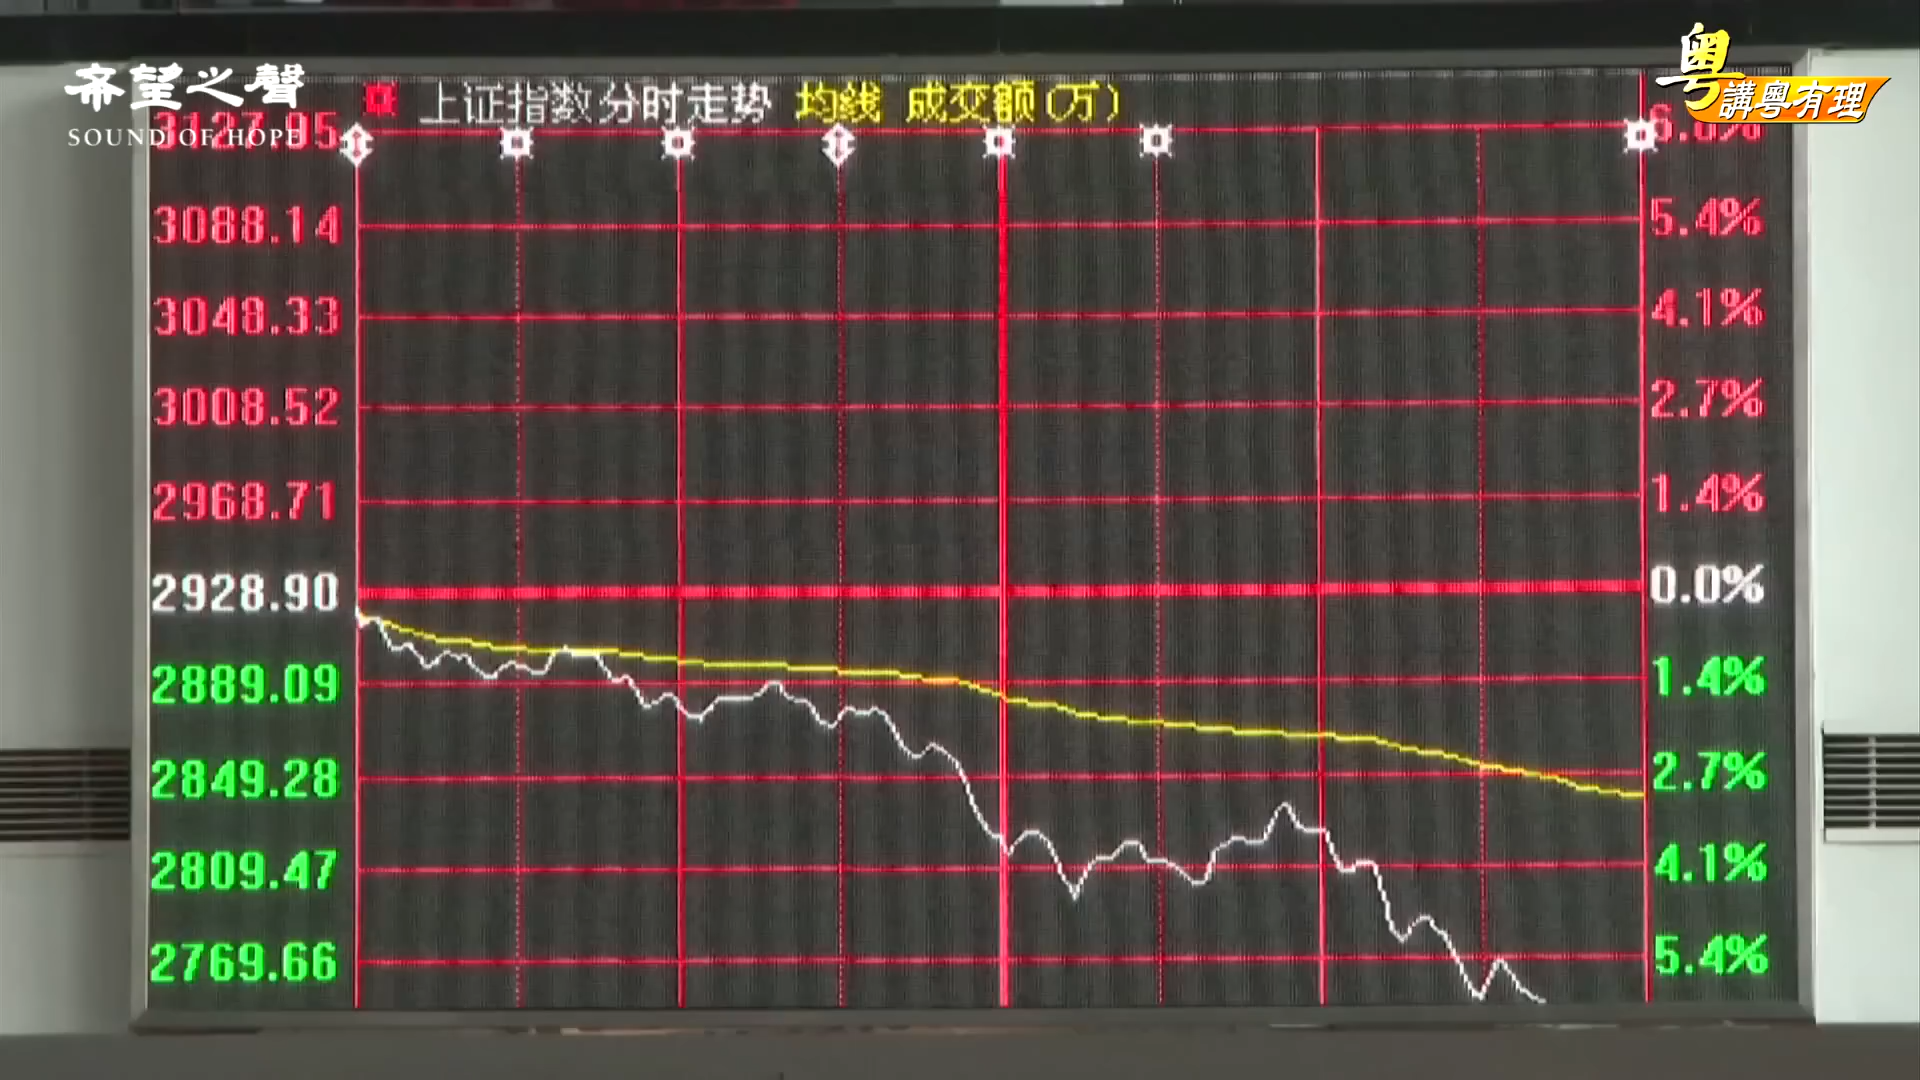 希望之聲
SOUND OF HOPE
粵
講粵有理
上证指数分时走势 均线 成交额(万)
3127.95
3088.14 5.4%
3048.33 4.1%
3008.52 2.7%
2968.71 1.4%
2928.90 0.0%
2889.09 1.4%
2849.28 2.7%
2809.47 4.1%
2769.66 5.4%